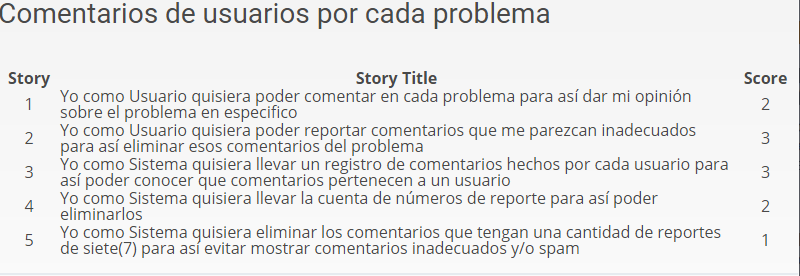 Comentarios de usuarios por cada problema
Story Story Title Score
1 Yo como Usuario quisiera poder comentar en cada problema para así dar mi opinión
sobre el problema en especifico 2
2 Yo como Usuario quisiera poder reportar comentarios que me parezcan inadecuados
para así eliminar esos comentarios del problema 3
3 Yo como Sistema quisiera llevar un registro de comentarios hechos por cada usuario para
así poder conocer que comentarios pertenecen a un usuario 3
4 Yo como Sistema quisiera llevar la cuenta de números de reporte para así poder
eliminarlos 2
5 Yo como Sistema quisiera eliminar los comentarios que tengan una cantidad de reportes
de siete(7) para así evitar mostrar comentarios inadecuados y/o spam 1